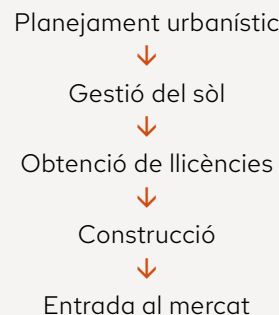 Planejament urbanístic
Gestió del sòl
Obtenció de llicències
Construcció
Entrada al mercat